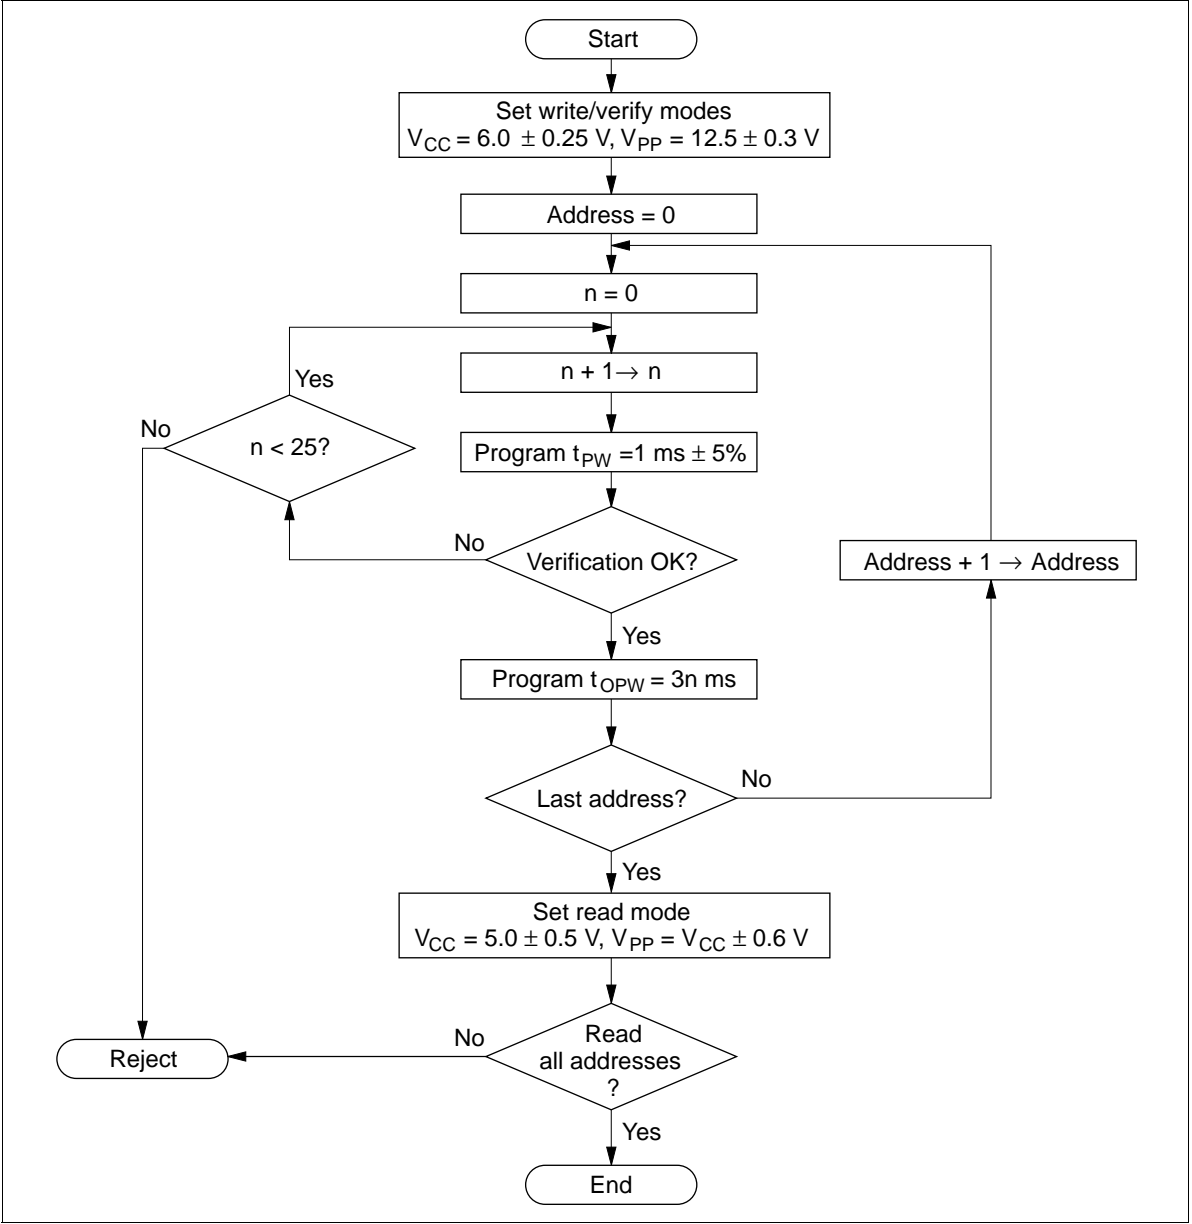 Start
Set write/verify modes
VCC = 6.0 ± 0.25 V, VPP = 12.5 ± 0.3 V
Address = 0
n = 0
n + 1→ n
Yes
No
n < 25?
Program tPW =1 ms ± 5%
No
Verification OK?
Address + 1 → Address
Yes
Program tOPW = 3n ms
Last address?
No
Yes
Set read mode
VCC = 5.0 ± 0.5 V, VPP = VCC ± 0.6 V
No
Read
all addresses
?
Reject
Yes
End